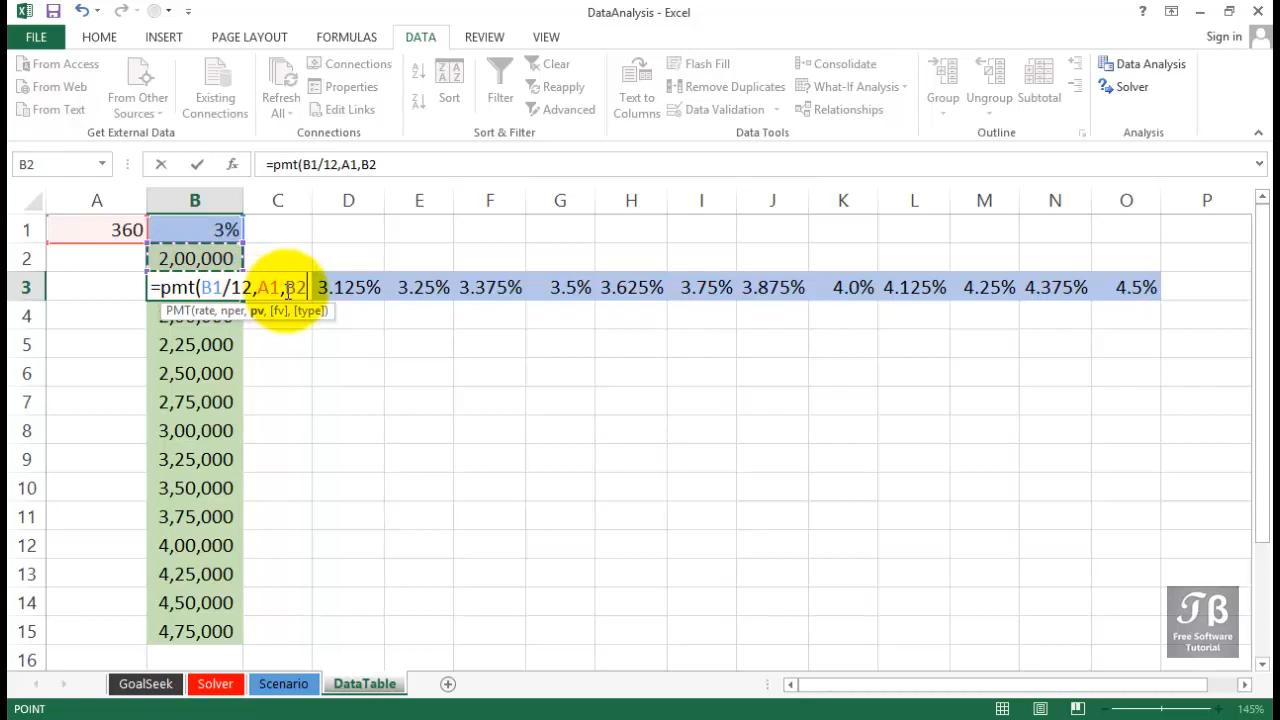 DataAnalysis - Excel
FILE HOME INSERT PAGE LAYOUT FORMULAS DATA REVIEW VIEW Sign in
From Access
From Web
From Text
From Other Sources
Existing Connections
Get External Data
Refresh All
Connections
Properties
Edit Links
Connections
Sort
Filter
Clear
Reapply
Advanced
Sort & Filter
Text to Columns
Flash Fill
Remove Duplicates
Data Validation
Consolidate
What-If Analysis
Relationships
Data Tools
Group
Ungroup
Subtotal
Outline
Data Analysis
Solver
Analysis
B2 fx =pmt(B1/12,A1,B2
A B C D E F G H I J K L M N O P
1 360 3%
2 2,00,000
3 =pmt(B1/12,A1,B2 3.125% 3.25% 3.375% 3.5% 3.625% 3.75% 3.875% 4.0% 4.125% 4.25% 4.375% 4.5%
PMT(rate, nper, pv, [fv], [type])
4
5 2,25,000
6 2,50,000
7 2,75,000
8 3,00,000
9 3,25,000
10 3,50,000
11 3,75,000
12 4,00,000
13 4,25,000
14 4,50,000
15 4,75,000
16
Tβ
Free Software
Tutorial
GoalSeek Solver Scenario DataTable
POINT 145%